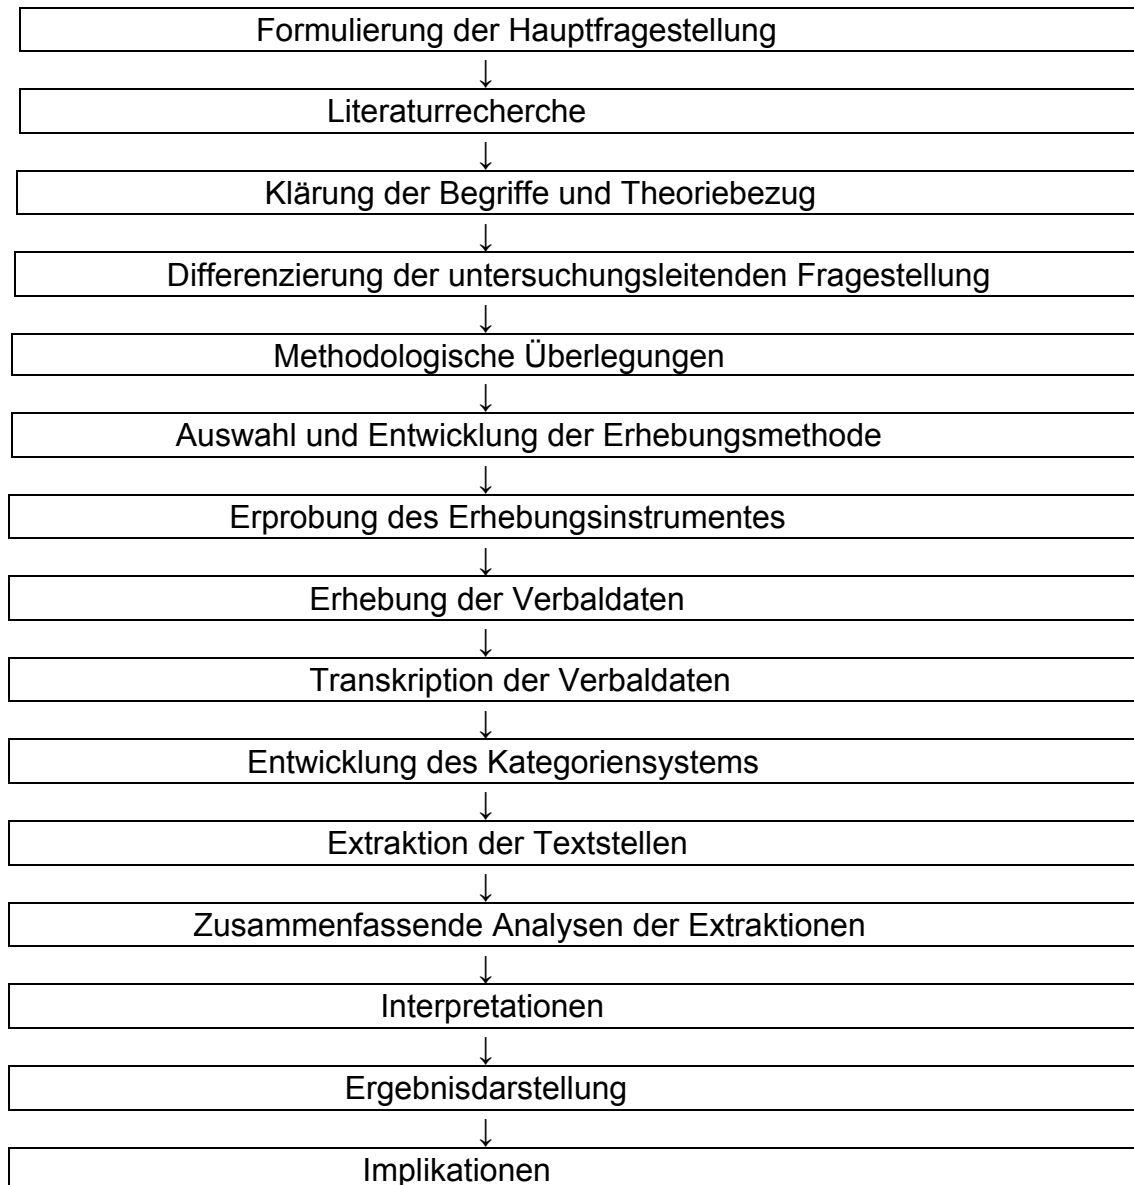 Formulierung der Hauptfragestellung
↓
Literaturrecherche
↓
Klärung der Begriffe und Theoriebezug
↓
Differenzierung der untersuchungsleitenden Fragestellung
↓
Methodologische Überlegungen
↓
Auswahl und Entwicklung der Erhebungsmethode
↓
Erprobung des Erhebungsinstrumentes
↓
Erhebung der Verbaldaten
↓
Transkription der Verbaldaten
↓
Entwicklung des Kategoriensystems
↓
Extraktion der Textstellen
↓
Zusammenfassende Analysen der Extraktionen
↓
Interpretationen
↓
Ergebnisdarstellung
↓
Implikationen